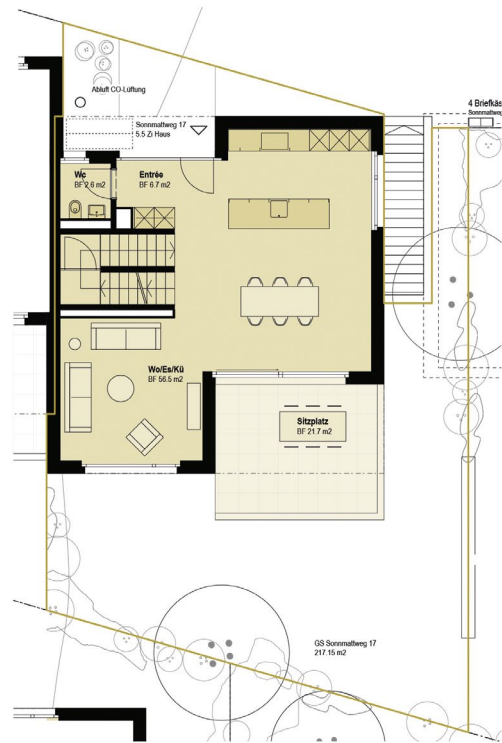 Abluft CO-Lüftung
4 Briefkäs
Sonnmattweg
Sonnmattweg 17
5.5 Zi Haus
Wc
BF 2.6 m2
Entrée
BF 6.7 m2
Wo/Es/Kü
BF 56.5 m2
Sitzplatz
BF 21.7 m2
GS Sonnmattweg 17
217.15 m2